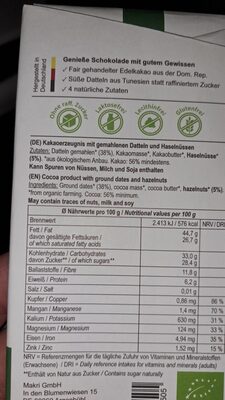 Genieße Schokolade mit gutem Gewissen
✓ Fair gehandelter Edelkakao aus der Dom. Rep.
✓ Süße Datteln aus Tunesien statt raffiniertem Zucker
✓ 4 natürliche Zutaten
Hergestellt in
Deutschland
Ohne raff. Zucker
Laktosefrei
Lecithinfrei
Glutenfrei
(DE) Kakaoerzeugnis mit gemahlenen Datteln und Haselnüssen
Zutaten: Datteln gemahlen* (38%), Kakaomasse*, Kakaobutter*, Haselnüsse*
(5%). *aus ökologischem Anbau. Kakao: 56% mindestens
Kann Spuren von Nüssen, Milch und Soja enthalten
(EN) Cocoa product with ground dates and hazelnuts
Ingredients: Ground dates* (38%), cocoa mass*, cocoa butter*, hazelnuts* (5%)
*from organic farming. Cocoa: 56% minimum.
May contain traces of nuts, milk and soy
Ø Nährwerte pro 100 g / Nutritional values per 100 g
Brennwert 2.413 kJ / 576 kcal NRV / DRI
Fett / Fat 44,7 g
davon gesättigte Fettsäuren / 26,7 g
of which saturated fatty acids
Kohlenhydrate / Carbohydrates 33,0 g
davon Zucker** / of which sugars** 28,4 g
Ballaststoffe / Fibre 11,8 g
Eiweiß / Protein 6,2 g
Salz / Salt 0,01 g
Kupfer / Copper 0,86 mg 86 %
Mangan / Manganese 1,4 mg 70 %
Kalium / Potassium 630 mg 31 %
Magnesium / Magnesium 124 mg 33 %
Eisen / Iron 4,94 mg 35 %
Zink / Zinc 1,52 mg 15 %
NRV = Referenzmengen für die tägliche Zufuhr von Vitaminen und Mineralstoffen
(Erwachsene) / DRI = Daily reference intakes for vitamins and minerals (adults)
**Enthält von Natur aus Zucker / Contains natural sugars
Makri GmbH
In den Blumenwiesen 15